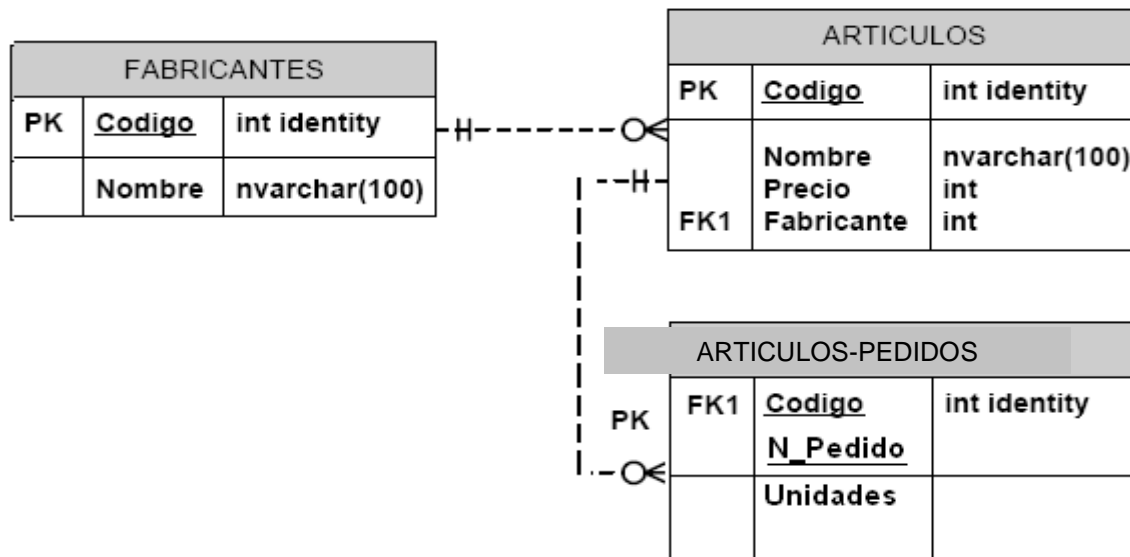 FABRICANTES
PK Codigo int identity
Nombre nvarchar(100)
ARTICULOS
PK Codigo int identity
Nombre nvarchar(100)
Precio int
FK1 Fabricante int
ARTICULOS-PEDIDOS
PK FK1 Codigo int identity
N_Pedido
Unidades